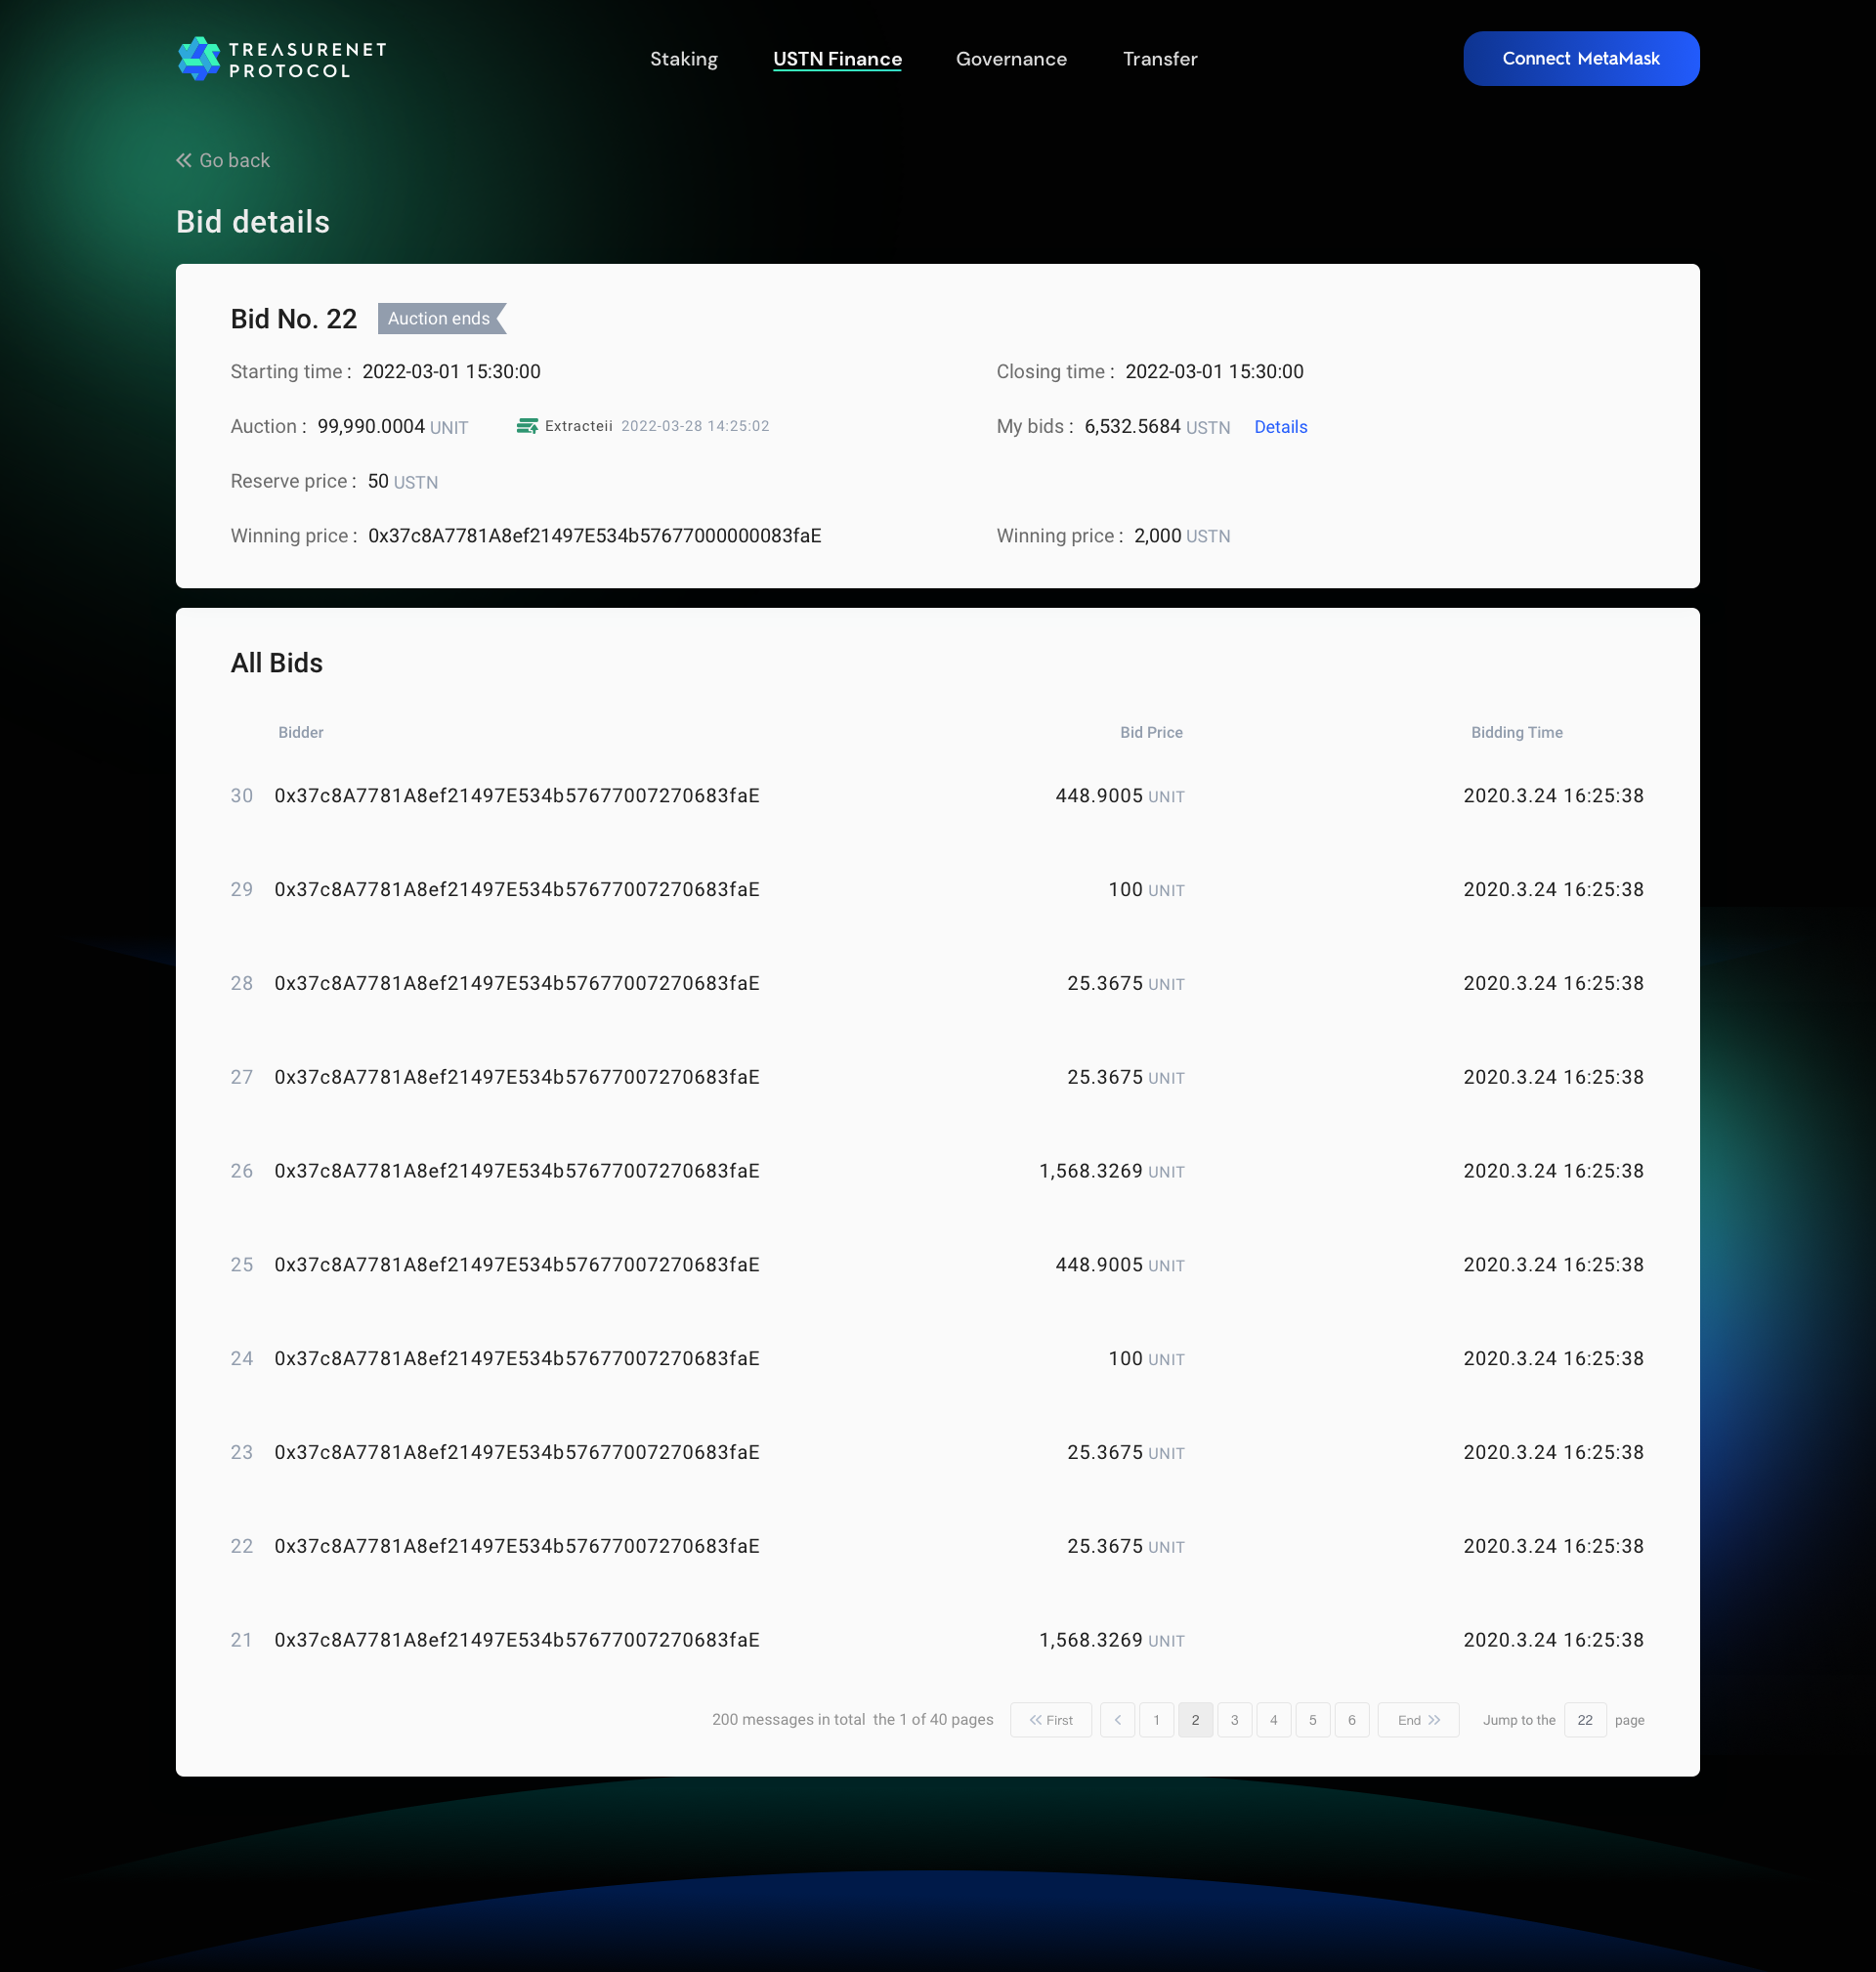 TREASURENET
PROTOCOL
Staking USTN Finance Governance Transfer Connect MetaMask
Go back
Bid details
Bid No. 22 Auction ends
Starting time : 2022-03-01 15:30:00 Closing time : 2022-03-01 15:30:00
Auction : 99,990.0004 UNIT Extracteii 2022-03-28 14:25:02 My bids : 6,532.5684 USTN Details
Reserve price : 50 USTN
Winning price : 0x37c8A7781A8ef21497E534b57677000000083faE Winning price : 2,000 USTN
All Bids
Bidder Bid Price Bidding Time
30 0x37c8A7781A8ef21497E534b57677007270683faE 448.9005 UNIT 2020.3.24 16:25:38
29 0x37c8A7781A8ef21497E534b57677007270683faE 100 UNIT 2020.3.24 16:25:38
28 0x37c8A7781A8ef21497E534b57677007270683faE 25.3675 UNIT 2020.3.24 16:25:38
27 0x37c8A7781A8ef21497E534b57677007270683faE 25.3675 UNIT 2020.3.24 16:25:38
26 0x37c8A7781A8ef21497E534b57677007270683faE 1,568.3269 UNIT 2020.3.24 16:25:38
25 0x37c8A7781A8ef21497E534b57677007270683faE 448.9005 UNIT 2020.3.24 16:25:38
24 0x37c8A7781A8ef21497E534b57677007270683faE 100 UNIT 2020.3.24 16:25:38
23 0x37c8A7781A8ef21497E534b57677007270683faE 25.3675 UNIT 2020.3.24 16:25:38
22 0x37c8A7781A8ef21497E534b57677007270683faE 25.3675 UNIT 2020.3.24 16:25:38
21 0x37c8A7781A8ef21497E534b57677007270683faE 1,568.3269 UNIT 2020.3.24 16:25:38
200 messages in total the 1 of 40 pages First 1 2 3 4 5 6 End Jump to the 22 page